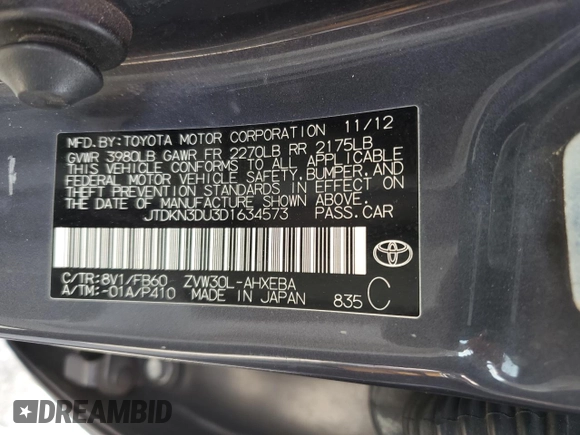 MFD.BY:TOYOTA MOTOR CORPORATION 11/12
GVWR 3980LB GAWR FR 2270LB RR 2175LB
THIS VEHICLE CONFORMS TO ALL APPLICABLE
FEDERAL MOTOR VEHICLE SAFETY,BUMPER,AND
THEFT PREVENTION STANDARDS IN EFFECT ON
THE DATE OF MANUFACTURE SHOWN ABOVE.
JTDKN3DU3D1634573 PASS.CAR
C/TR:8V1/FB60 ZVW30L-AHXEBA
A/TM:-01A/P410 MADE IN JAPAN 835 C
DREAMBID